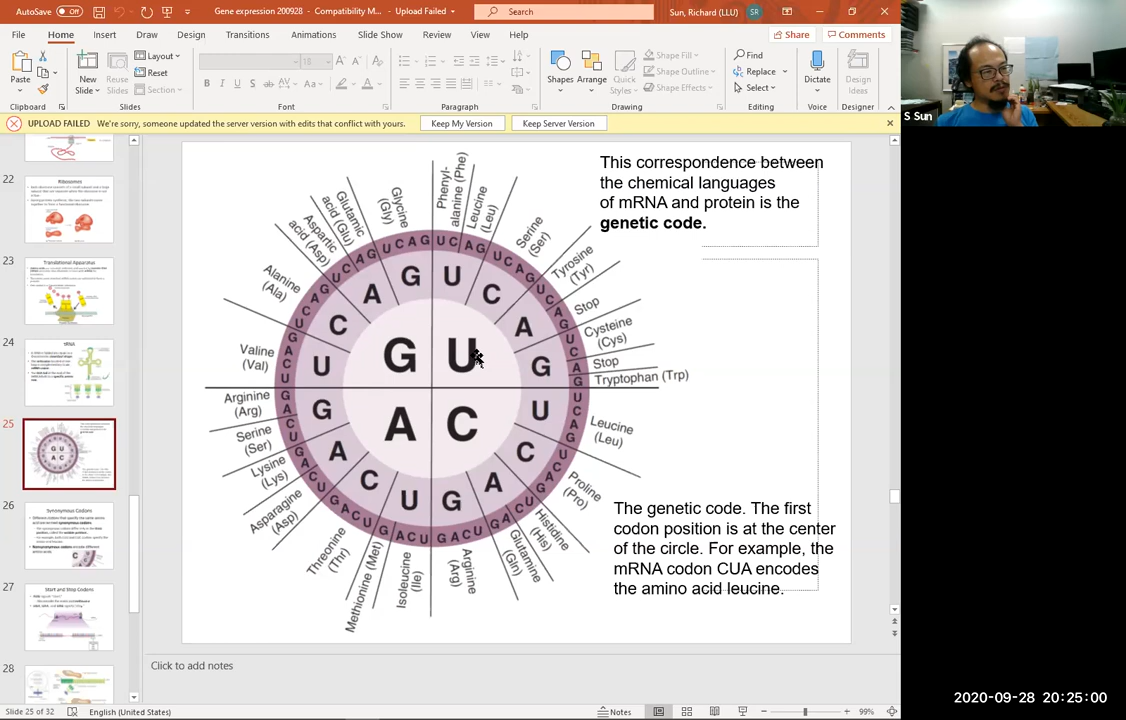 AutoSave Off
Gene expression 200928 - Compatibility M... - Upload Failed
Search
Sun, Richard (LLU) SR
File Home Insert Draw Design Transitions Animations Slide Show Review View Help
Share Comments
Paste
New Slide
Reuse Slides
Layout
Reset
Section
18
Shapes
Arrange
Quick Styles
Shape Fill
Shape Outline
Shape Effects
Find
Replace
Select
Dictate
Design Ideas
Clipboard Slides Font Paragraph Drawing Editing Voice Designer
S Sun
UPLOAD FAILED We're sorry, someone updated the server version with edits that conflict with yours. Keep My Version Keep Server Version
22
Ribosomes
23
Translational Apparatus
24
tRNA
25
26
Synonymous Codons
27
Start and Stop Codons
28
This correspondence between
the chemical languages
of mRNA and protein is the
genetic code.
Phenyl-
alanine (Phe)
Leucine
(Leu)
Serine
(Ser)
Tyrosine
(Tyr)
Stop
Cysteine
(Cys)
Stop
Tryptophan (Trp)
Leucine
(Leu)
Proline
(Pro)
Histidine
(His)
Glutamine
(Gln)
Arginine
(Arg)
Isoleucine
(Ile)
Methionine (Met)
Threonine
(Thr)
Asparagine
(Asp)
Lysine
(Lys)
Serine
(Ser)
Arginine
(Arg)
Valine
(Val)
Alanine
(Ala)
Aspartic
acid (Asp)
Glutamic
acid (Glu)
Glycine
(Gly)
G U
A C
The genetic code. The first
codon position is at the center
of the circle. For example, the
mRNA codon CUA encodes
the amino acid leucine.
Click to add notes
Slide 25 of 32 English (United States) Notes 99%
2020-09-28 20:25:00